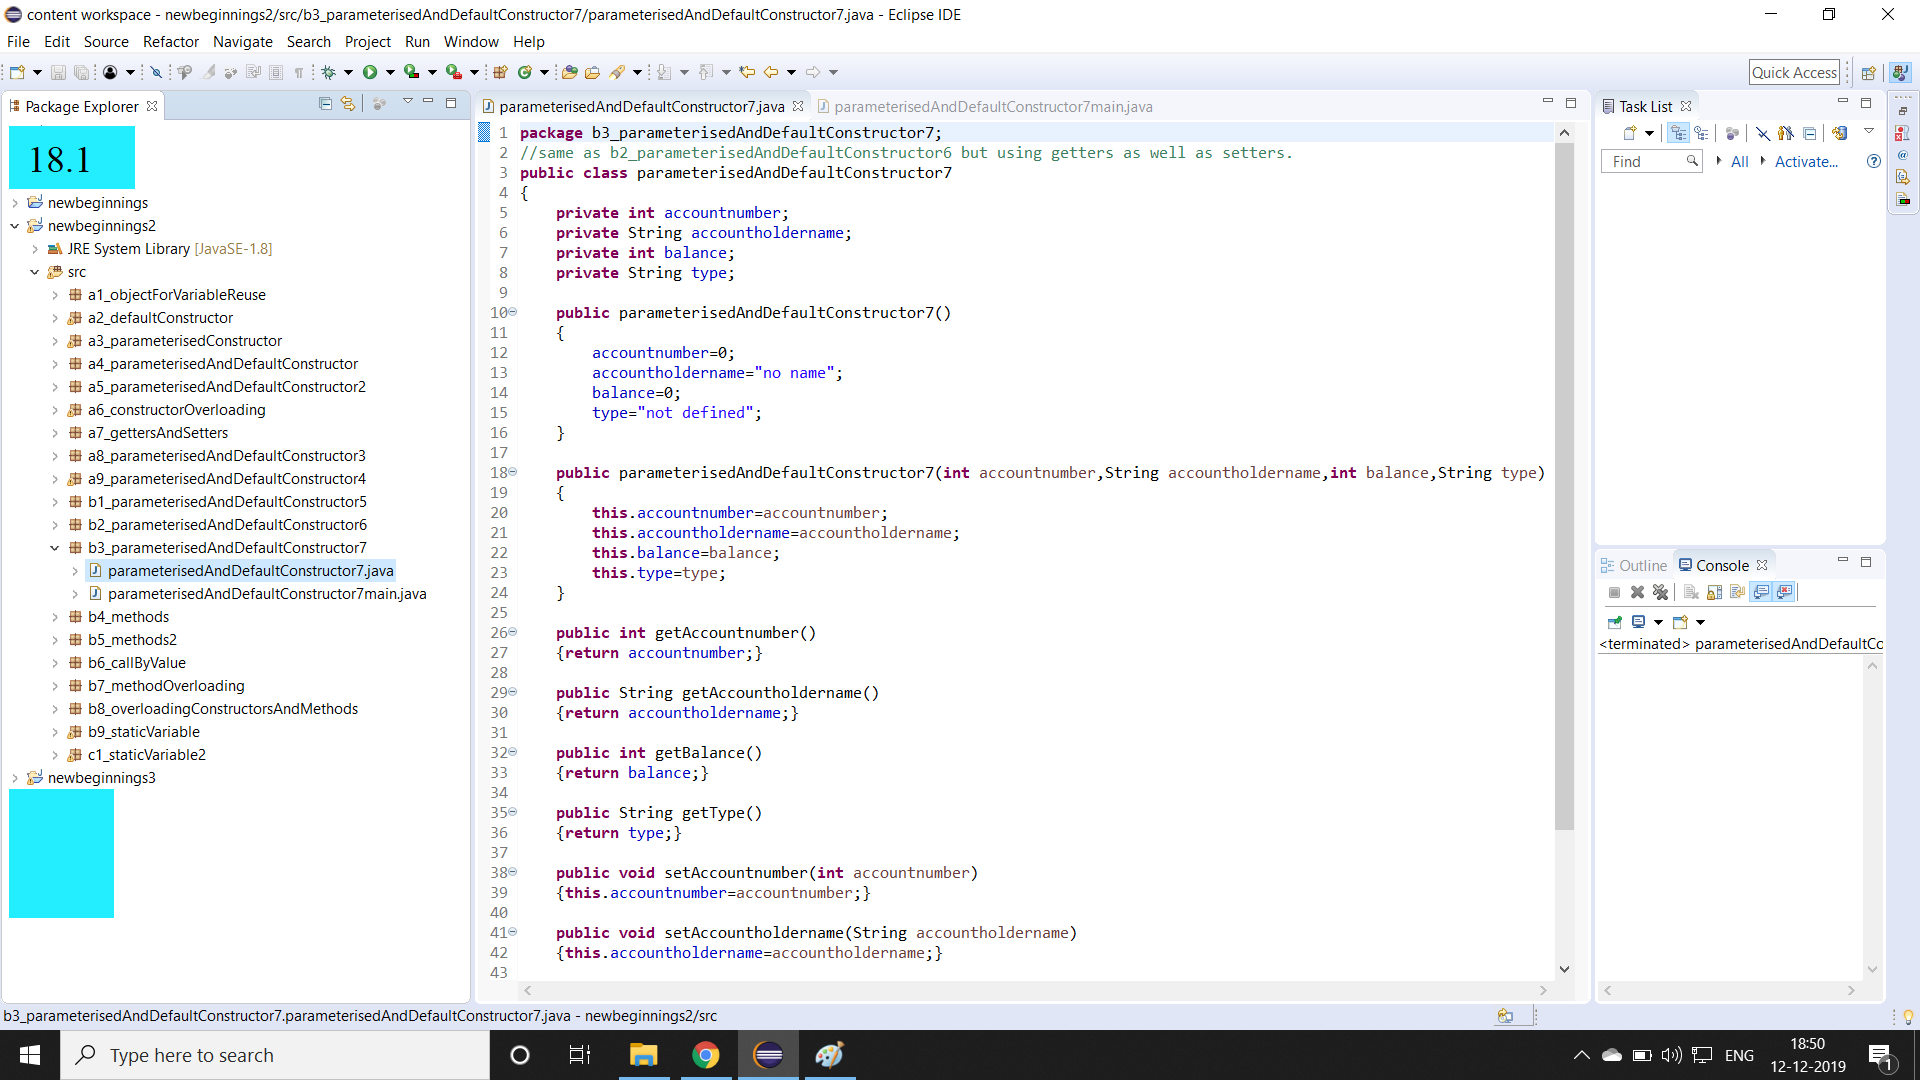 content workspace - newbeginnings2/src/b3_parameterisedAndDefaultConstructor7/parameterisedAndDefaultConstructor7.java - Eclipse IDE
File Edit Source Refactor Navigate Search Project Run Window Help
Quick Access
Package Explorer
18.1
newbeginnings
newbeginnings2
JRE System Library [JavaSE-1.8]
src
a1_objectForVariableReuse
a2_defaultConstructor
a3_parameterisedConstructor
a4_parameterisedAndDefaultConstructor
a5_parameterisedAndDefaultConstructor2
a6_constructorOverloading
a7_gettersAndSetters
a8_parameterisedAndDefaultConstructor3
a9_parameterisedAndDefaultConstructor4
b1_parameterisedAndDefaultConstructor5
b2_parameterisedAndDefaultConstructor6
b3_parameterisedAndDefaultConstructor7
parameterisedAndDefaultConstructor7.java
parameterisedAndDefaultConstructor7main.java
b4_methods
b5_methods2
b6_callByValue
b7_methodOverloading
b8_overloadingConstructorsAndMethods
b9_staticVariable
c1_staticVariable2
newbeginnings3
parameterisedAndDefaultConstructor7.java parameterisedAndDefaultConstructor7main.java
1 package b3_parameterisedAndDefaultConstructor7;
2 //same as b2_parameterisedAndDefaultConstructor6 but using getters as well as setters.
3 public class parameterisedAndDefaultConstructor7
4 {
5 private int accountnumber;
6 private String accountholdername;
7 private int balance;
8 private String type;
9
10 public parameterisedAndDefaultConstructor7()
11 {
12 accountnumber=0;
13 accountholdername="no name";
14 balance=0;
15 type="not defined";
16 }
17
18 public parameterisedAndDefaultConstructor7(int accountnumber,String accountholdername,int balance,String type)
19 {
20 this.accountnumber=accountnumber;
21 this.accountholdername=accountholdername;
22 this.balance=balance;
23 this.type=type;
24 }
25
26 public int getAccountnumber()
27 {return accountnumber;}
28
29 public String getAccountholdername()
30 {return accountholdername;}
31
32 public int getBalance()
33 {return balance;}
34
35 public String getType()
36 {return type;}
37
38 public void setAccountnumber(int accountnumber)
39 {this.accountnumber=accountnumber;}
40
41 public void setAccountholdername(String accountholdername)
42 {this.accountholdername=accountholdername;}
43
Task List
Find All Activate...
Outline Console
<terminated> parameterisedAndDefaultCo
b3_parameterisedAndDefaultConstructor7.parameterisedAndDefaultConstructor7.java - newbeginnings2/src
Type here to search
ENG
18:50
12-12-2019
1